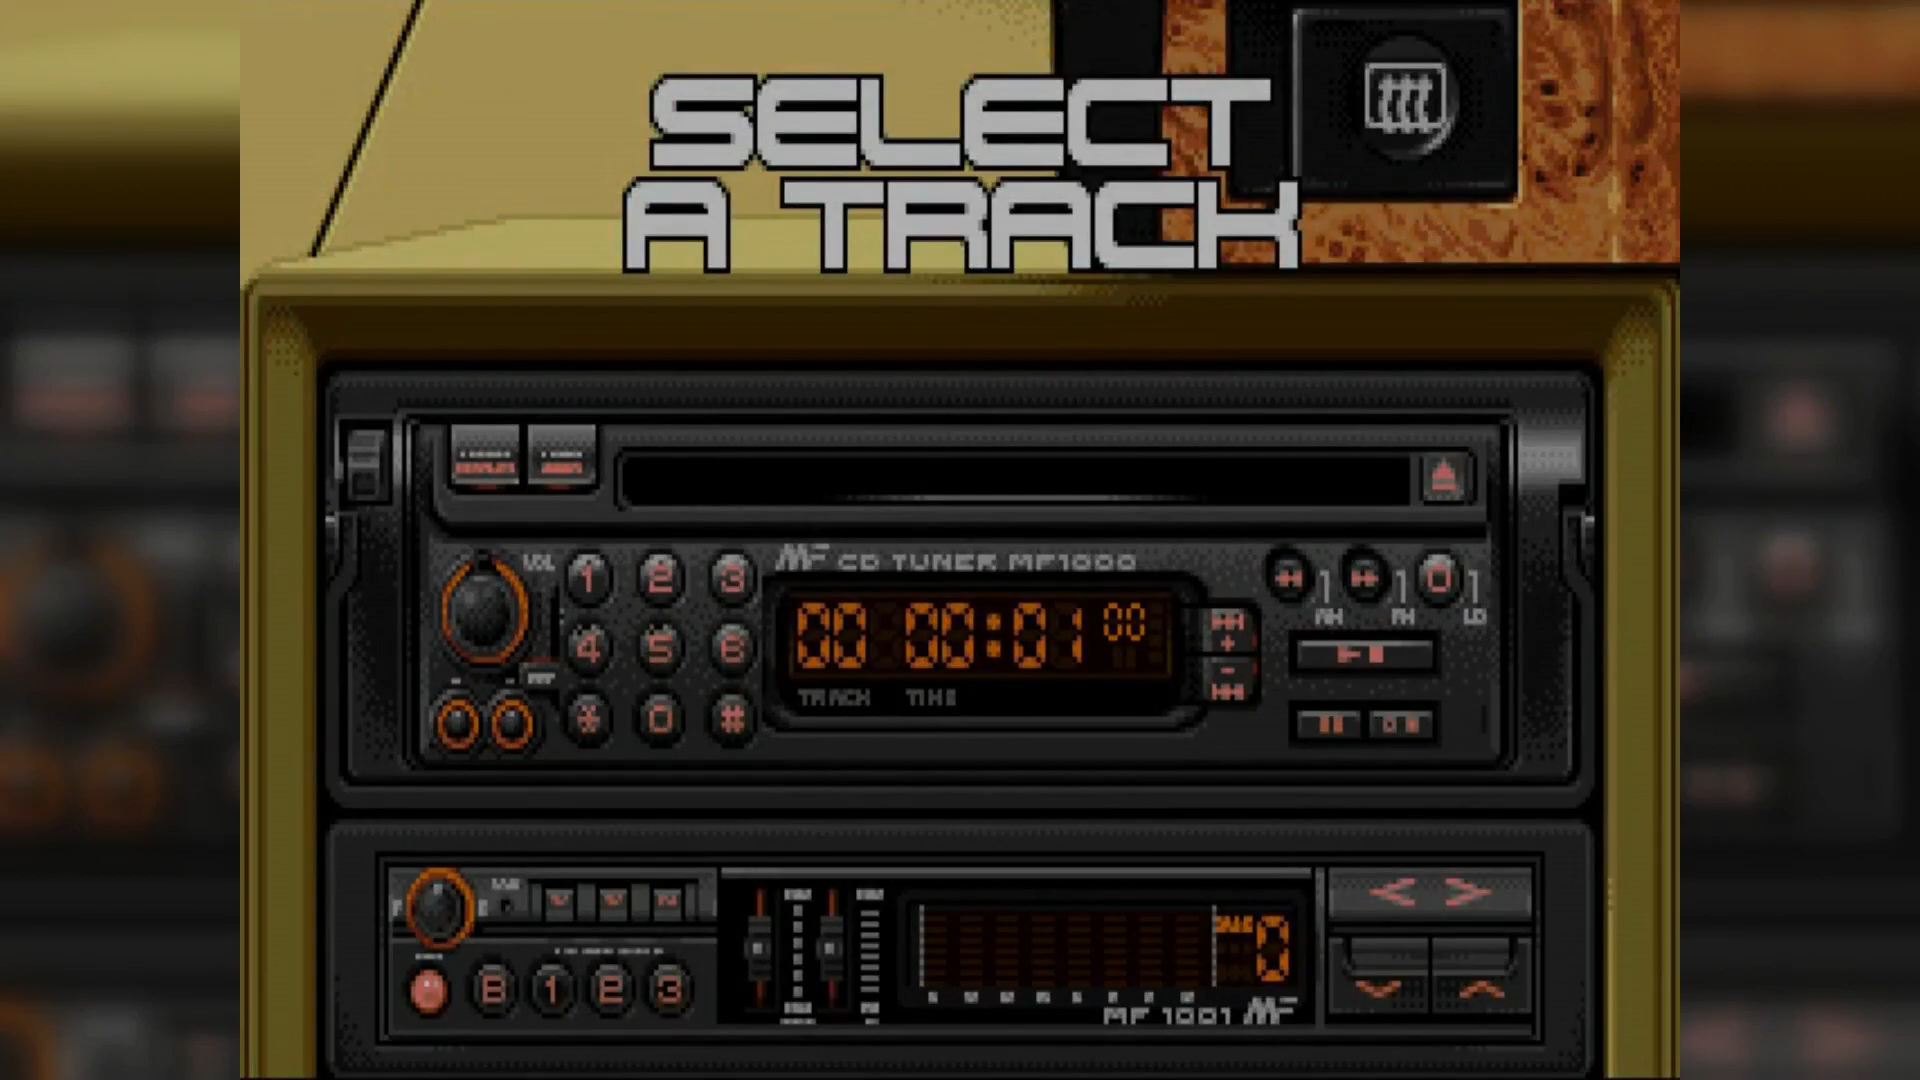 SELECT
A TRACK
VOL 1 2 3
MF CD TUNER MF1000
4 5 6
00 00:01 00
TRACK TIME
* 0 #
B 1 2 3
0
MF 1001 MF